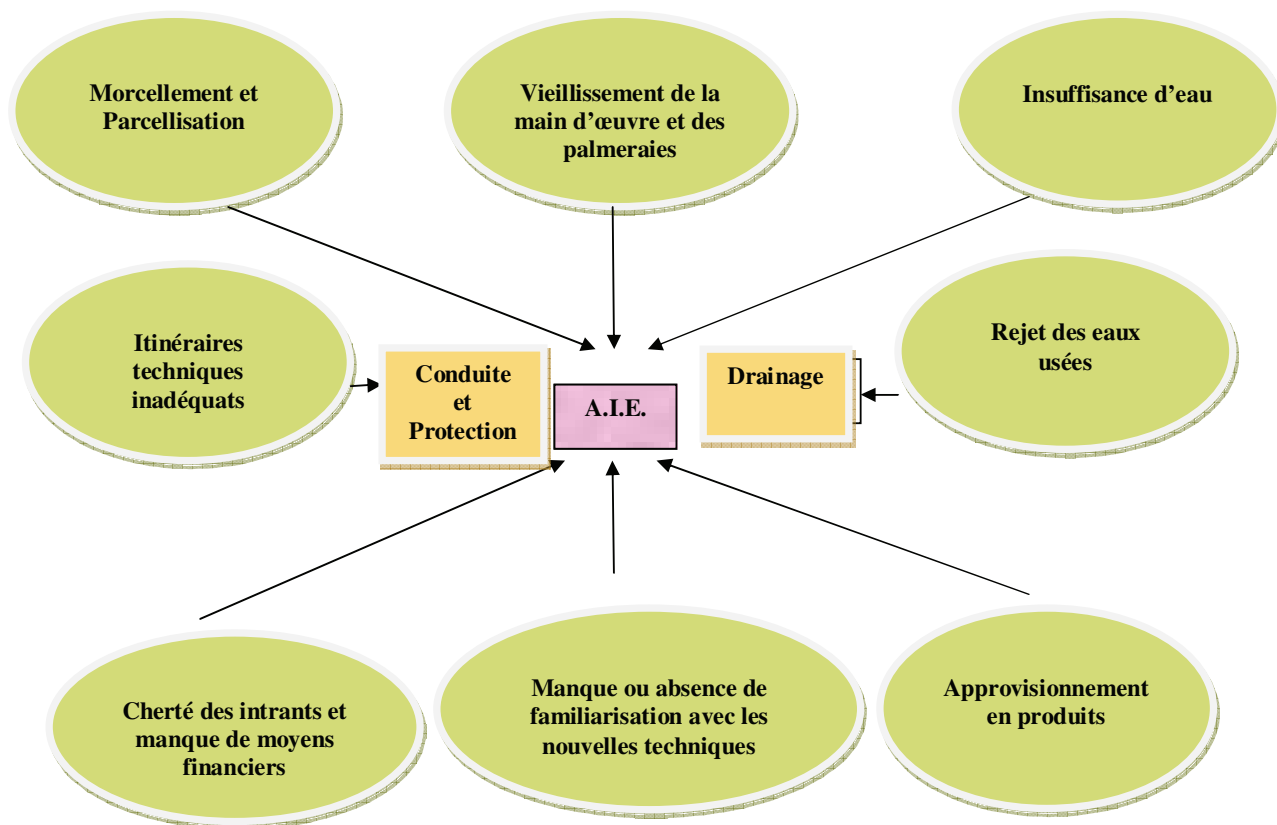 Morcellement et
Parcellisation
Vieillissement de la
main d’œuvre et des
palmeraies
Insuffisance d’eau
Itinéraires
techniques
inadéquats
Conduite
et
Protection
A.I.E.
Drainage
Rejet des eaux
usées
Cherté des intrants et
manque de moyens
financiers
Manque ou absence de
familiarisation avec les
nouvelles techniques
Approvisionnement
en produits